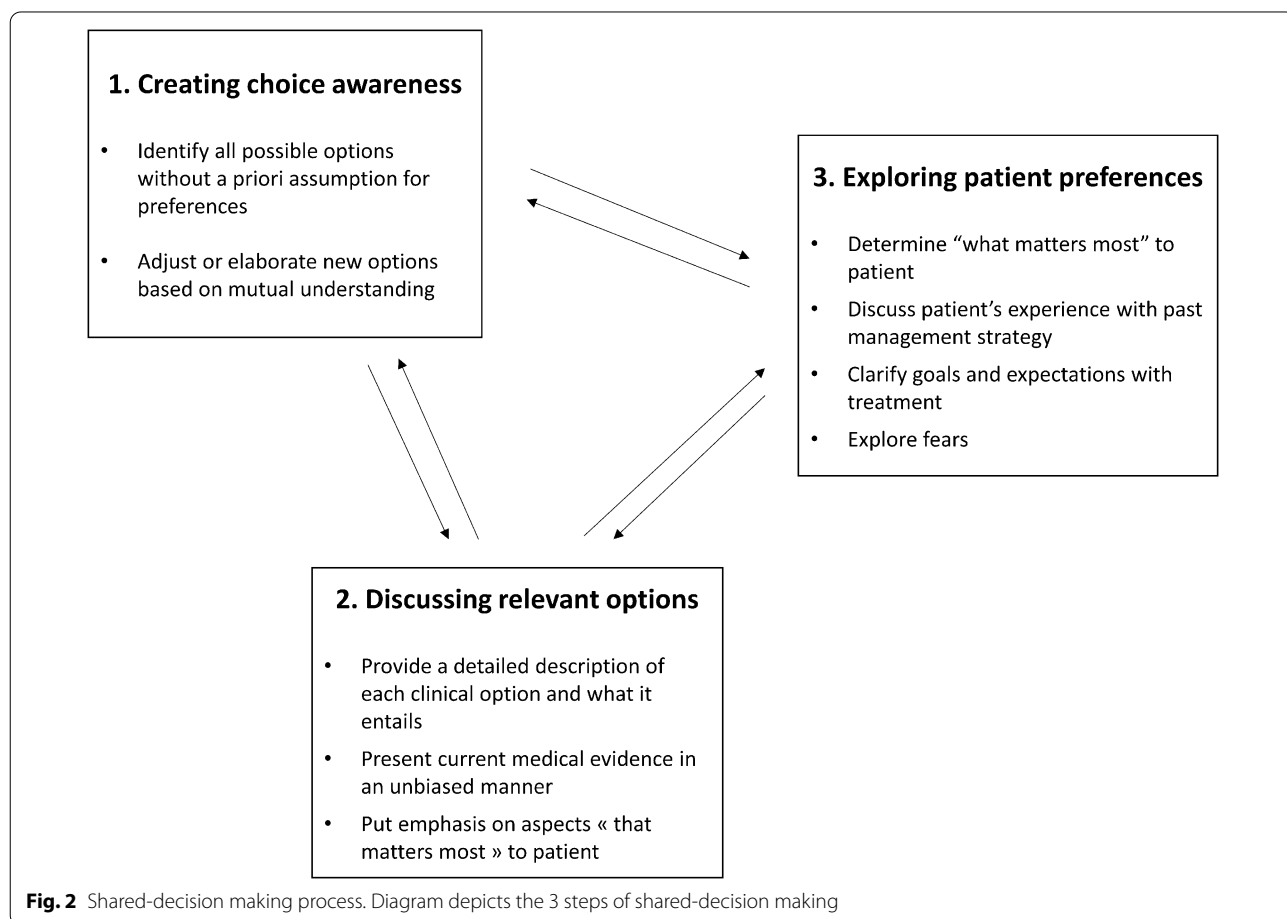 1. Creating choice awareness
• Identify all possible options
without a priori assumption for
preferences
• Adjust or elaborate new options
based on mutual understanding
3. Exploring patient preferences
• Determine “what matters most” to
patient
• Discuss patient’s experience with past
management strategy
• Clarify goals and expectations with
treatment
• Explore fears
2. Discussing relevant options
• Provide a detailed description of
each clinical option and what it
entails
• Present current medical evidence in
an unbiased manner
• Put emphasis on aspects « that
matters most » to patient
Fig. 2 Shared-decision making process. Diagram depicts the 3 steps of shared-decision making